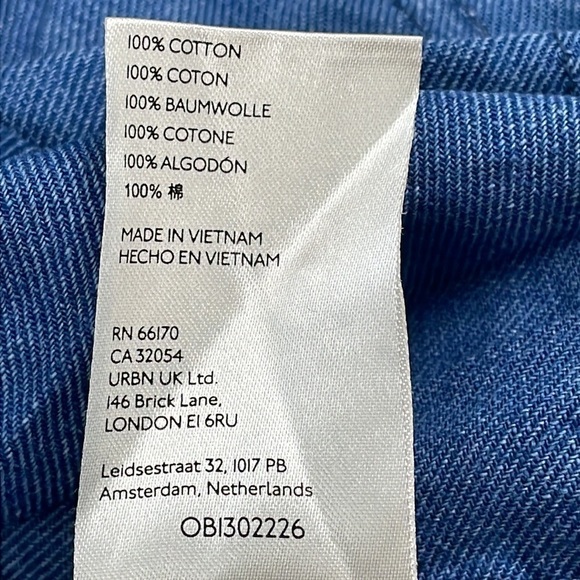 100% COTTON
100% COTON
100% BAUMWOLLE
100% COTONE
100% ALGODÓN
100% 棉
MADE IN VIETNAM
HECHO EN VIETNAM
RN 66170
CA 32054
URBN UK Ltd.
146 Brick Lane,
LONDON E1 6RU
Leidsestraat 32, 1017 PB
Amsterdam, Netherlands
OB1302226